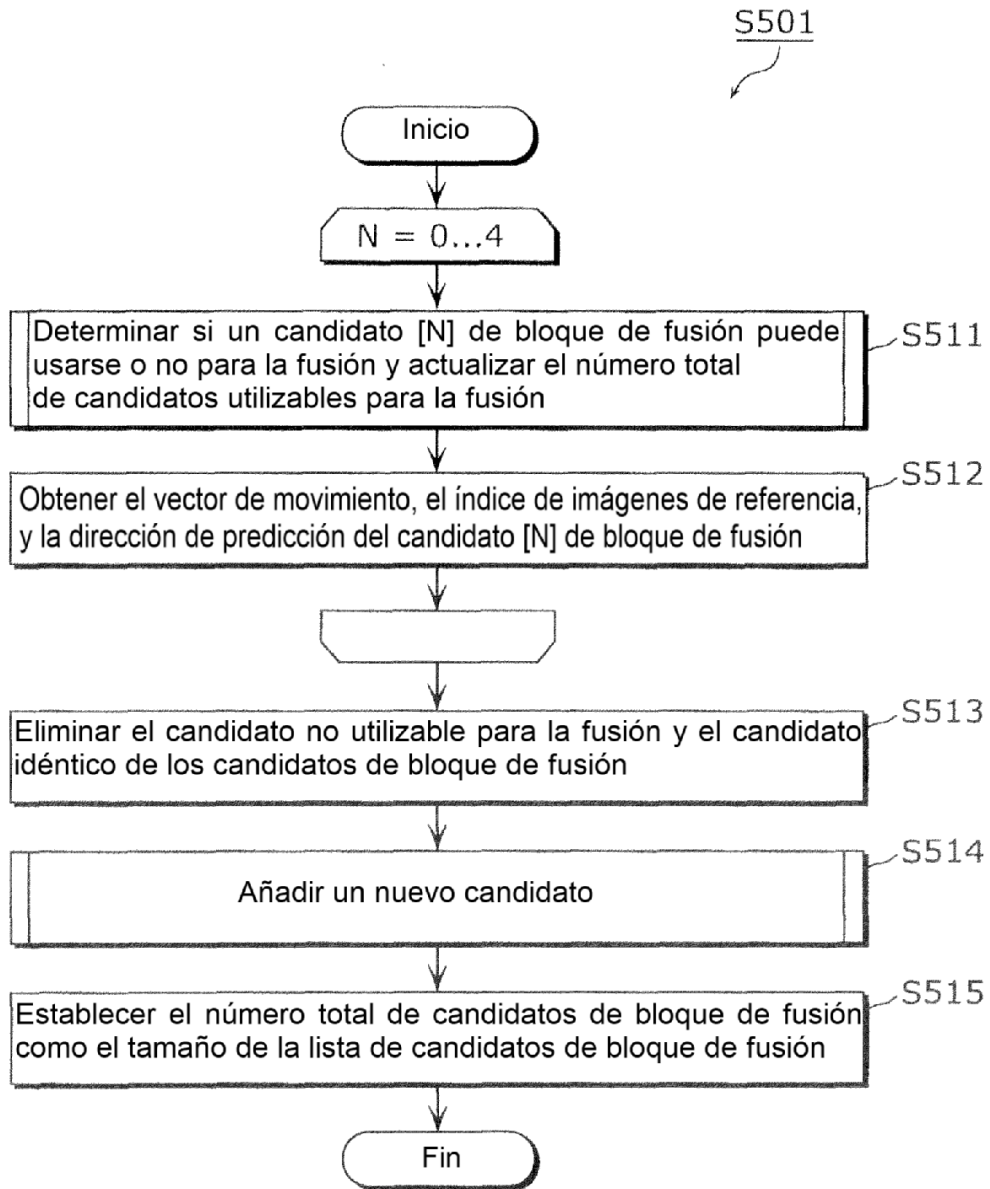 S501
Inicio
N = 0...4
Determinar si un candidato [N] de bloque de fusión puede
usarse o no para la fusión y actualizar el número total
de candidatos utilizables para la fusión
S511
Obtener el vector de movimiento, el índice de imágenes de referencia,
y la dirección de predicción del candidato [N] de bloque de fusión
S512
Eliminar el candidato no utilizable para la fusión y el candidato
idéntico de los candidatos de bloque de fusión
S513
Añadir un nuevo candidato
S514
Establecer el número total de candidatos de bloque de fusión
como el tamaño de la lista de candidatos de bloque de fusión
S515
Fin